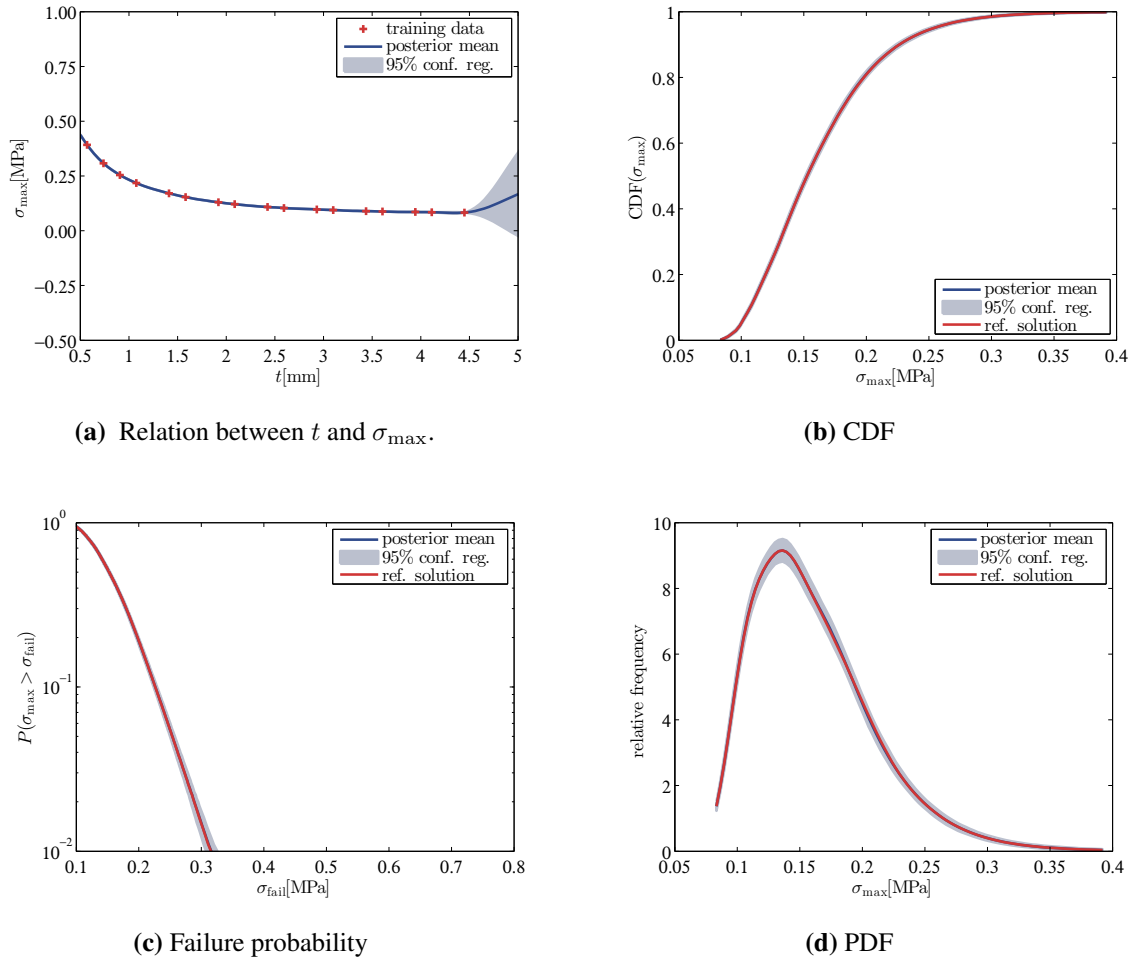 1.00
0.75
0.50
0.25
0.00
−0.25
−0.50
σmax[MPa]
training data
posterior mean
95% conf. reg.
0.5 1 1.5 2 2.5 3 3.5 4 4.5 5
t[mm]
(a) Relation between t and σmax.
1
0.8
0.6
0.4
0.2
0
CDF(σmax)
posterior mean
95% conf. reg.
ref. solution
0.05 0.1 0.15 0.2 0.25 0.3 0.35 0.4
σmax[MPa]
(b) CDF
10^0
10^-1
10^-2
P(σmax > σfail)
posterior mean
95% conf. reg.
ref. solution
0.1 0.2 0.3 0.4 0.5 0.6 0.7 0.8
σfail[MPa]
(c) Failure probability
10
8
6
4
2
0
relative frequency
posterior mean
95% conf. reg.
ref. solution
0.05 0.1 0.15 0.2 0.25 0.3 0.35 0.4
σmax[MPa]
(d) PDF